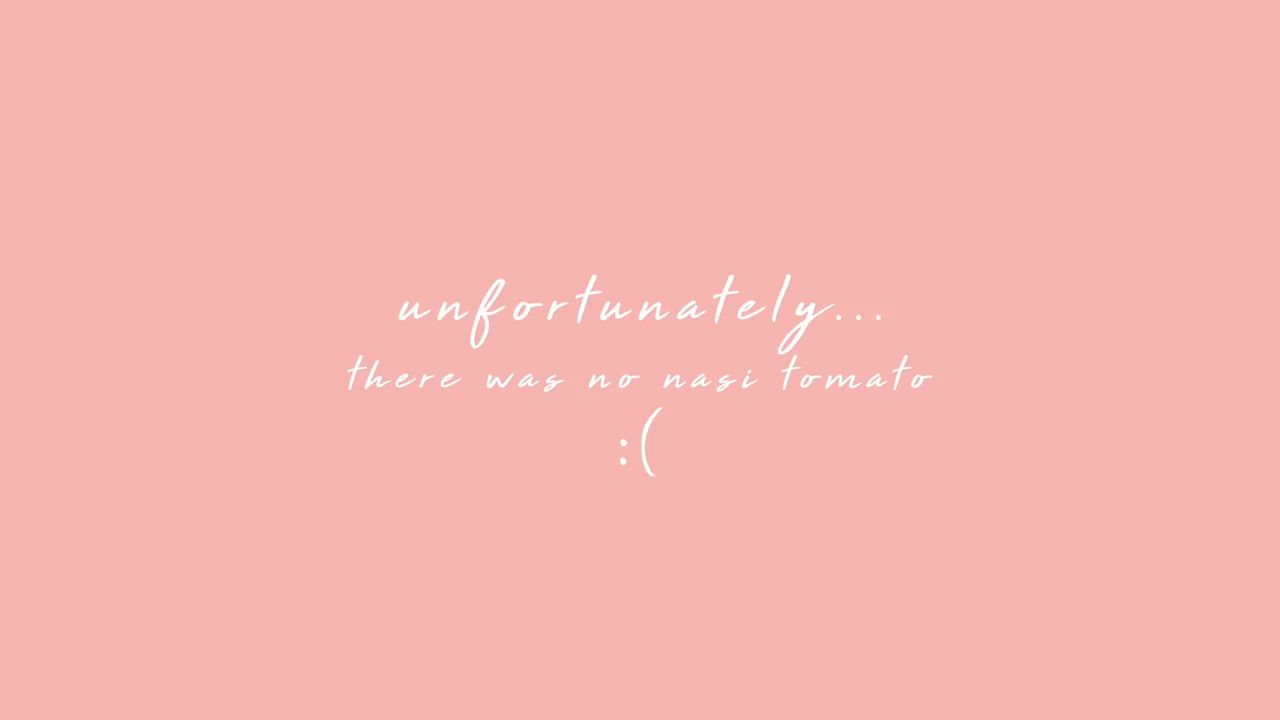 unfortunately...
there was no nasi tomato
:(